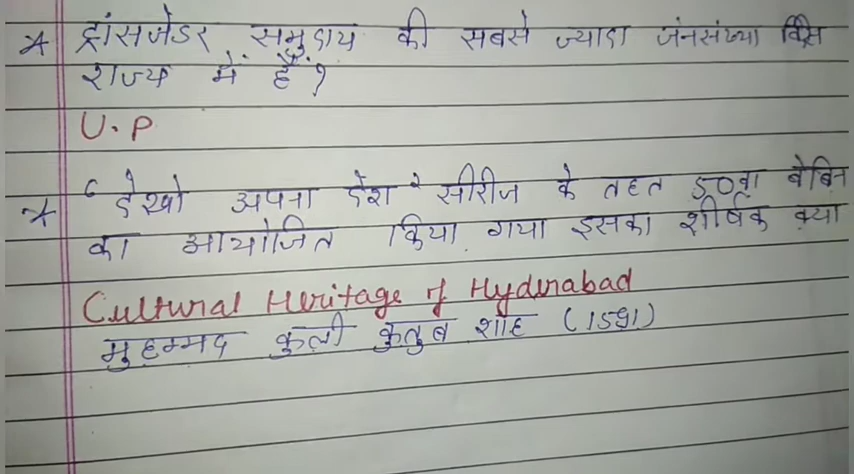 * ट्रांसजेंडर समुदाय की सबसे ज्यादा जनसंख्या किस
राज्य में है?
U.P
* 'देखो अपना देश' सीरीज के तहत 50वा वेबिन
का आयोजित किया गया इसका शीर्षक क्या
Cultural Heritage of Hyderabad
मुहम्मद कुली कुतुब शाह (1591)